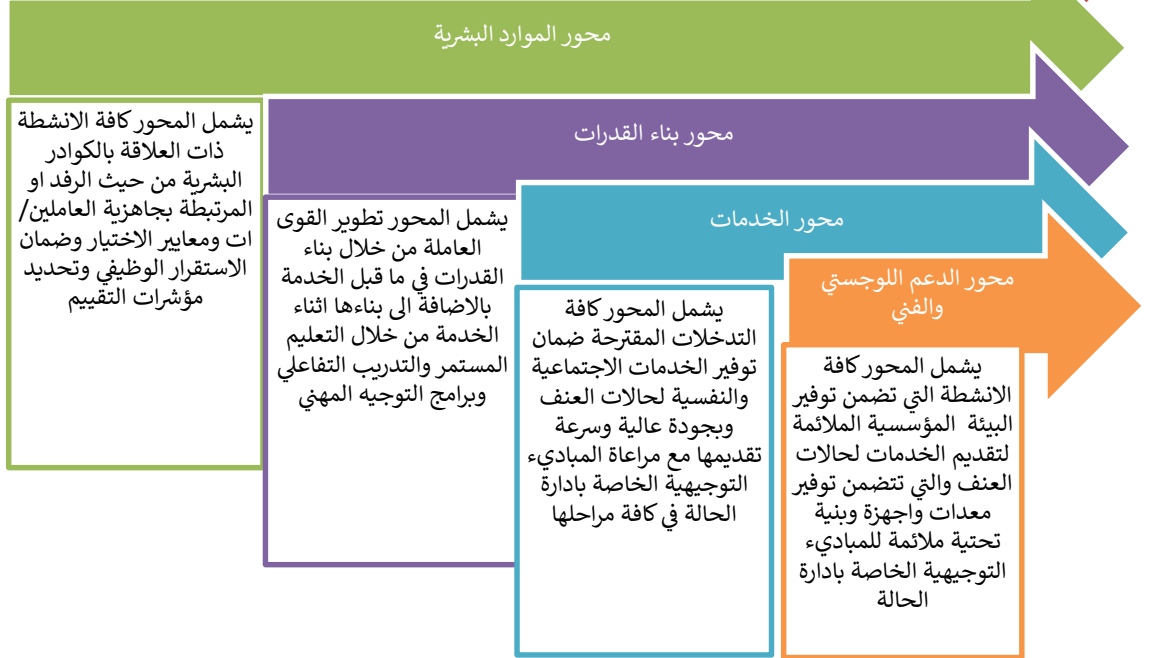 محور الموارد البشرية
يشمل المحور كافة الانشطة
ذات العلاقة بالكوادر
البشرية من حيث الرفد او
المرتبطة بجاهزية العاملين/
ات ومعايير الاختيار وضمان
الاستقرار الوظيفي وتحديد
مؤشرات التقييم
محور بناء القدرات
يشمل المحور تطوير القوى
العاملة من خلال بناء
القدرات في ما قبل الخدمة
بالاضافة الى بناءها اثناء
الخدمة من خلال التعليم
المستمر والتدريب التفاعلي
وبرامج التوجيه المهني
محور الخدمات
يشمل المحور كافة
التدخلات المقترحة ضمان
توفير الخدمات الاجتماعية
والنفسية لحالات العنف
وبجودة عالية وسرعة
تقديمها مع مراعاة المباديء
التوجيهية الخاصة بادارة
الحالة في كافة مراحلها
محور الدعم اللوجستي
والفني
يشمل المحور كافة
الانشطة التي تضمن توفير
البيئة المؤسسية الملائمة
لتقديم الخدمات لحالات
العنف والتي تتضمن توفير
معدات واجهزة وبنية
تحتية ملائمة للمباديء
التوجيهية الخاصة بادارة
الحالة